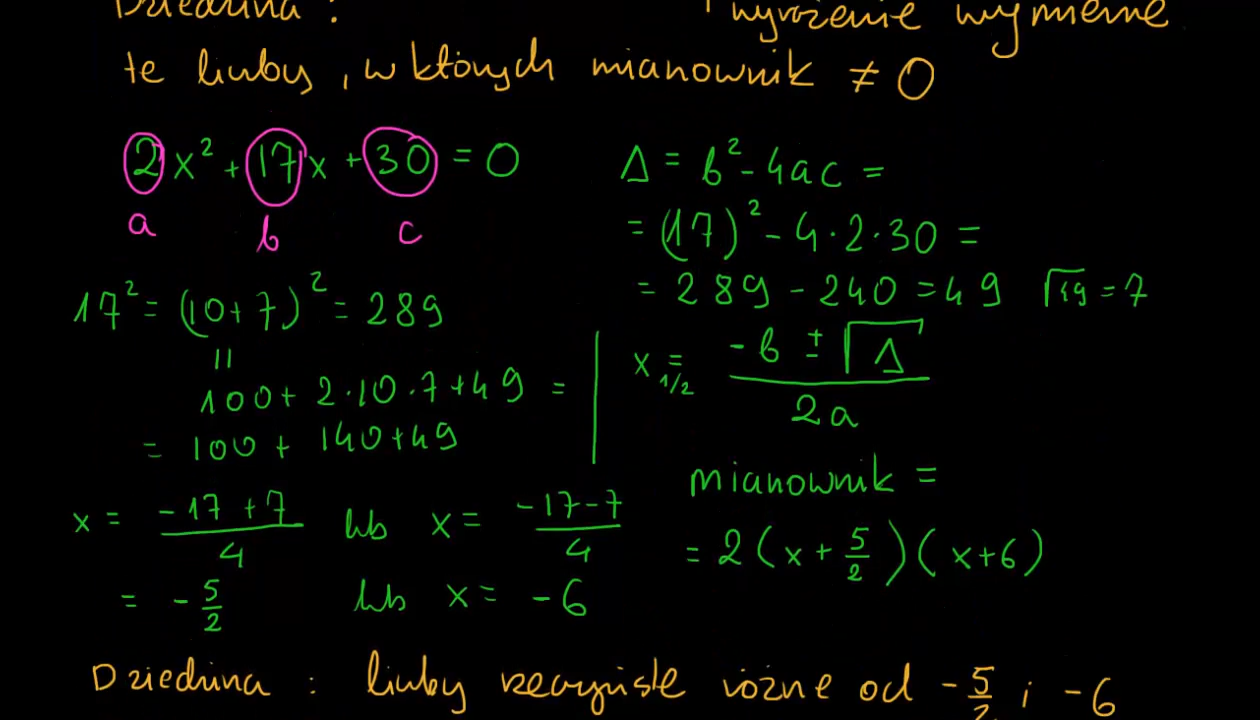 Dziedzina : wyrażenie wymierne
te liczby, w których mianownik ≠ 0
2x² + 17x + 30 = 0
a b c
Δ = b² - 4ac =
= (17)² - 4·2·30 =
= 289 - 240 = 49 √49 = 7
17² = (10+7)² = 289
||
100 + 2·10·7 + 49 =
= 100 + 140 + 49
x₁/₂ = (-b ± √Δ)/(2a)
mianownik =
= 2(x + 5/2)(x+6)
x = (-17+7)/4 lub x = (-17-7)/4
= -5/2 lub x = -6
Dziedzina : liczby rzeczywiste różne od -5/2 i -6